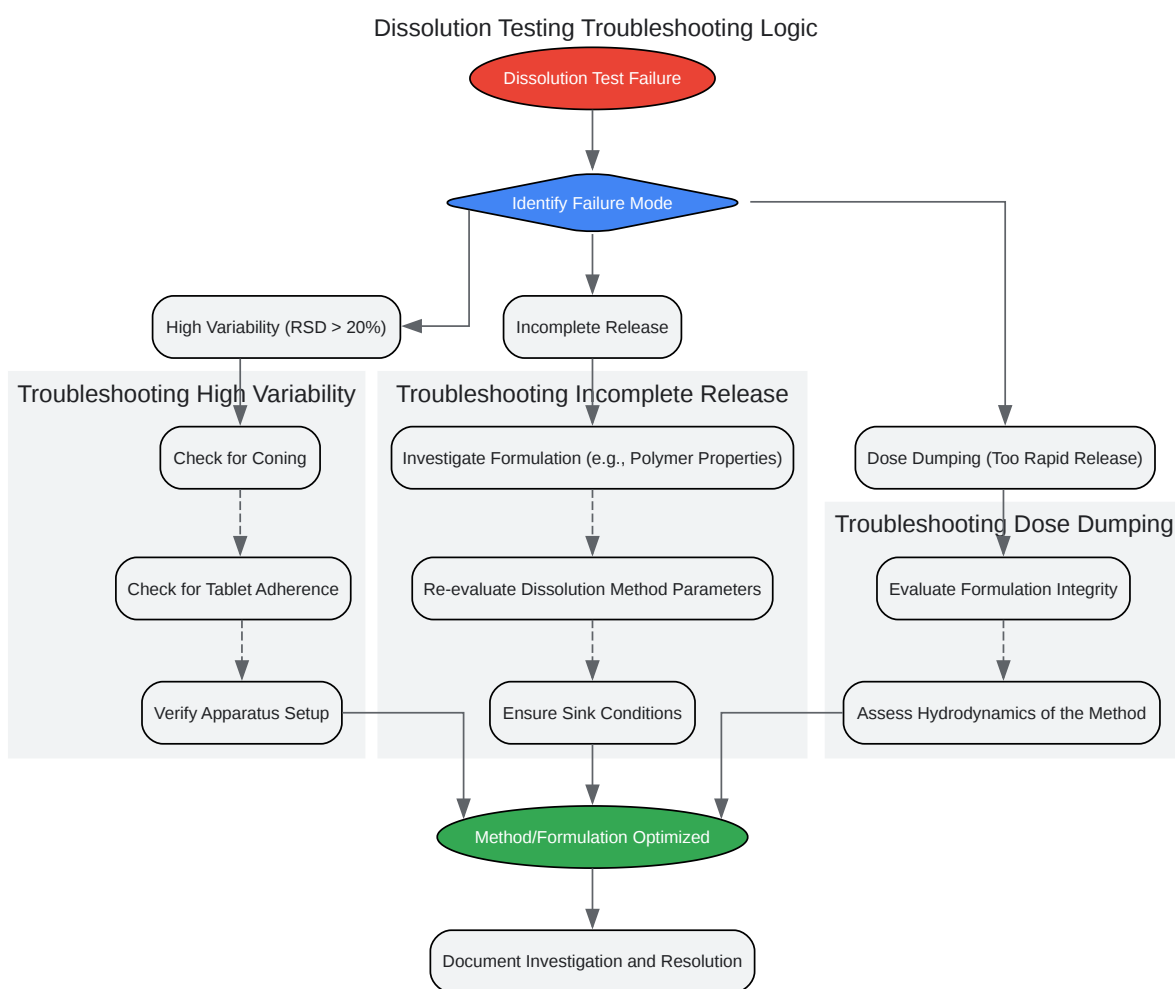 Dissolution Testing Troubleshooting Logic
Dissolution Test Failure
Identify Failure Mode
High Variability (RSD > 20%)
Incomplete Release
Troubleshooting High Variability
Troubleshooting Incomplete Release
Check for Coning
Investigate Formulation (e.g., Polymer Properties)
Dose Dumping (Too Rapid Release)
Troubleshooting Dose Dumping
Check for Tablet Adherence
Re-evaluate Dissolution Method Parameters
Evaluate Formulation Integrity
Verify Apparatus Setup
Ensure Sink Conditions
Assess Hydrodynamics of the Method
Method/Formulation Optimized
Document Investigation and Resolution